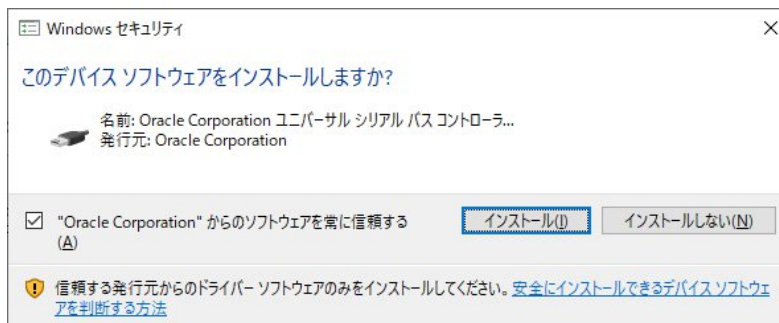 Windows セキュリティ
このデバイス ソフトウェアをインストールしますか?
名前: Oracle Corporation ユニバーサル シリアル バス コントローラ...
発行元: Oracle Corporation
"Oracle Corporation" からのソフトウェアを常に信頼する
(A)
インストール(I)
インストールしない(N)
信頼する発行元からのドライバー ソフトウェアのみをインストールしてください。安全にインストールできるデバイス ソフトウェ
アを判断する方法